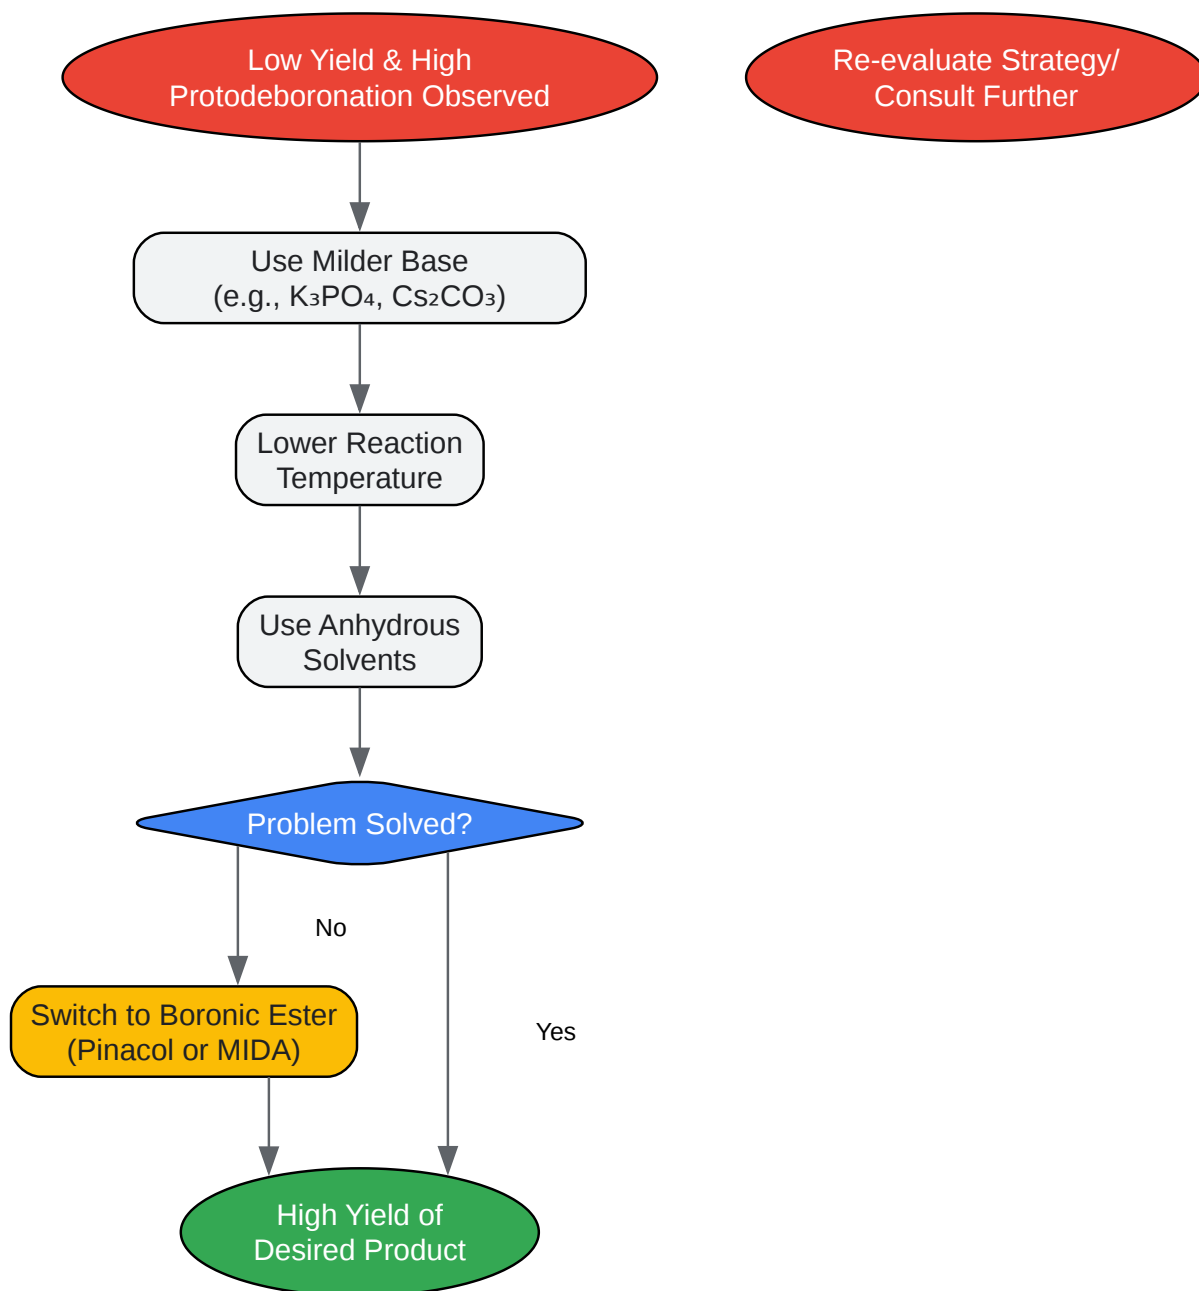 Low Yield & High
Protodeboronation Observed
Re-evaluate Strategy/
Consult Further
Use Milder Base
(e.g., K₃PO₄, Cs₂CO₃)
Lower Reaction
Temperature
Use Anhydrous
Solvents
Problem Solved?
No
Switch to Boronic Ester
(Pinacol or MIDA)
Yes
High Yield of
Desired Product